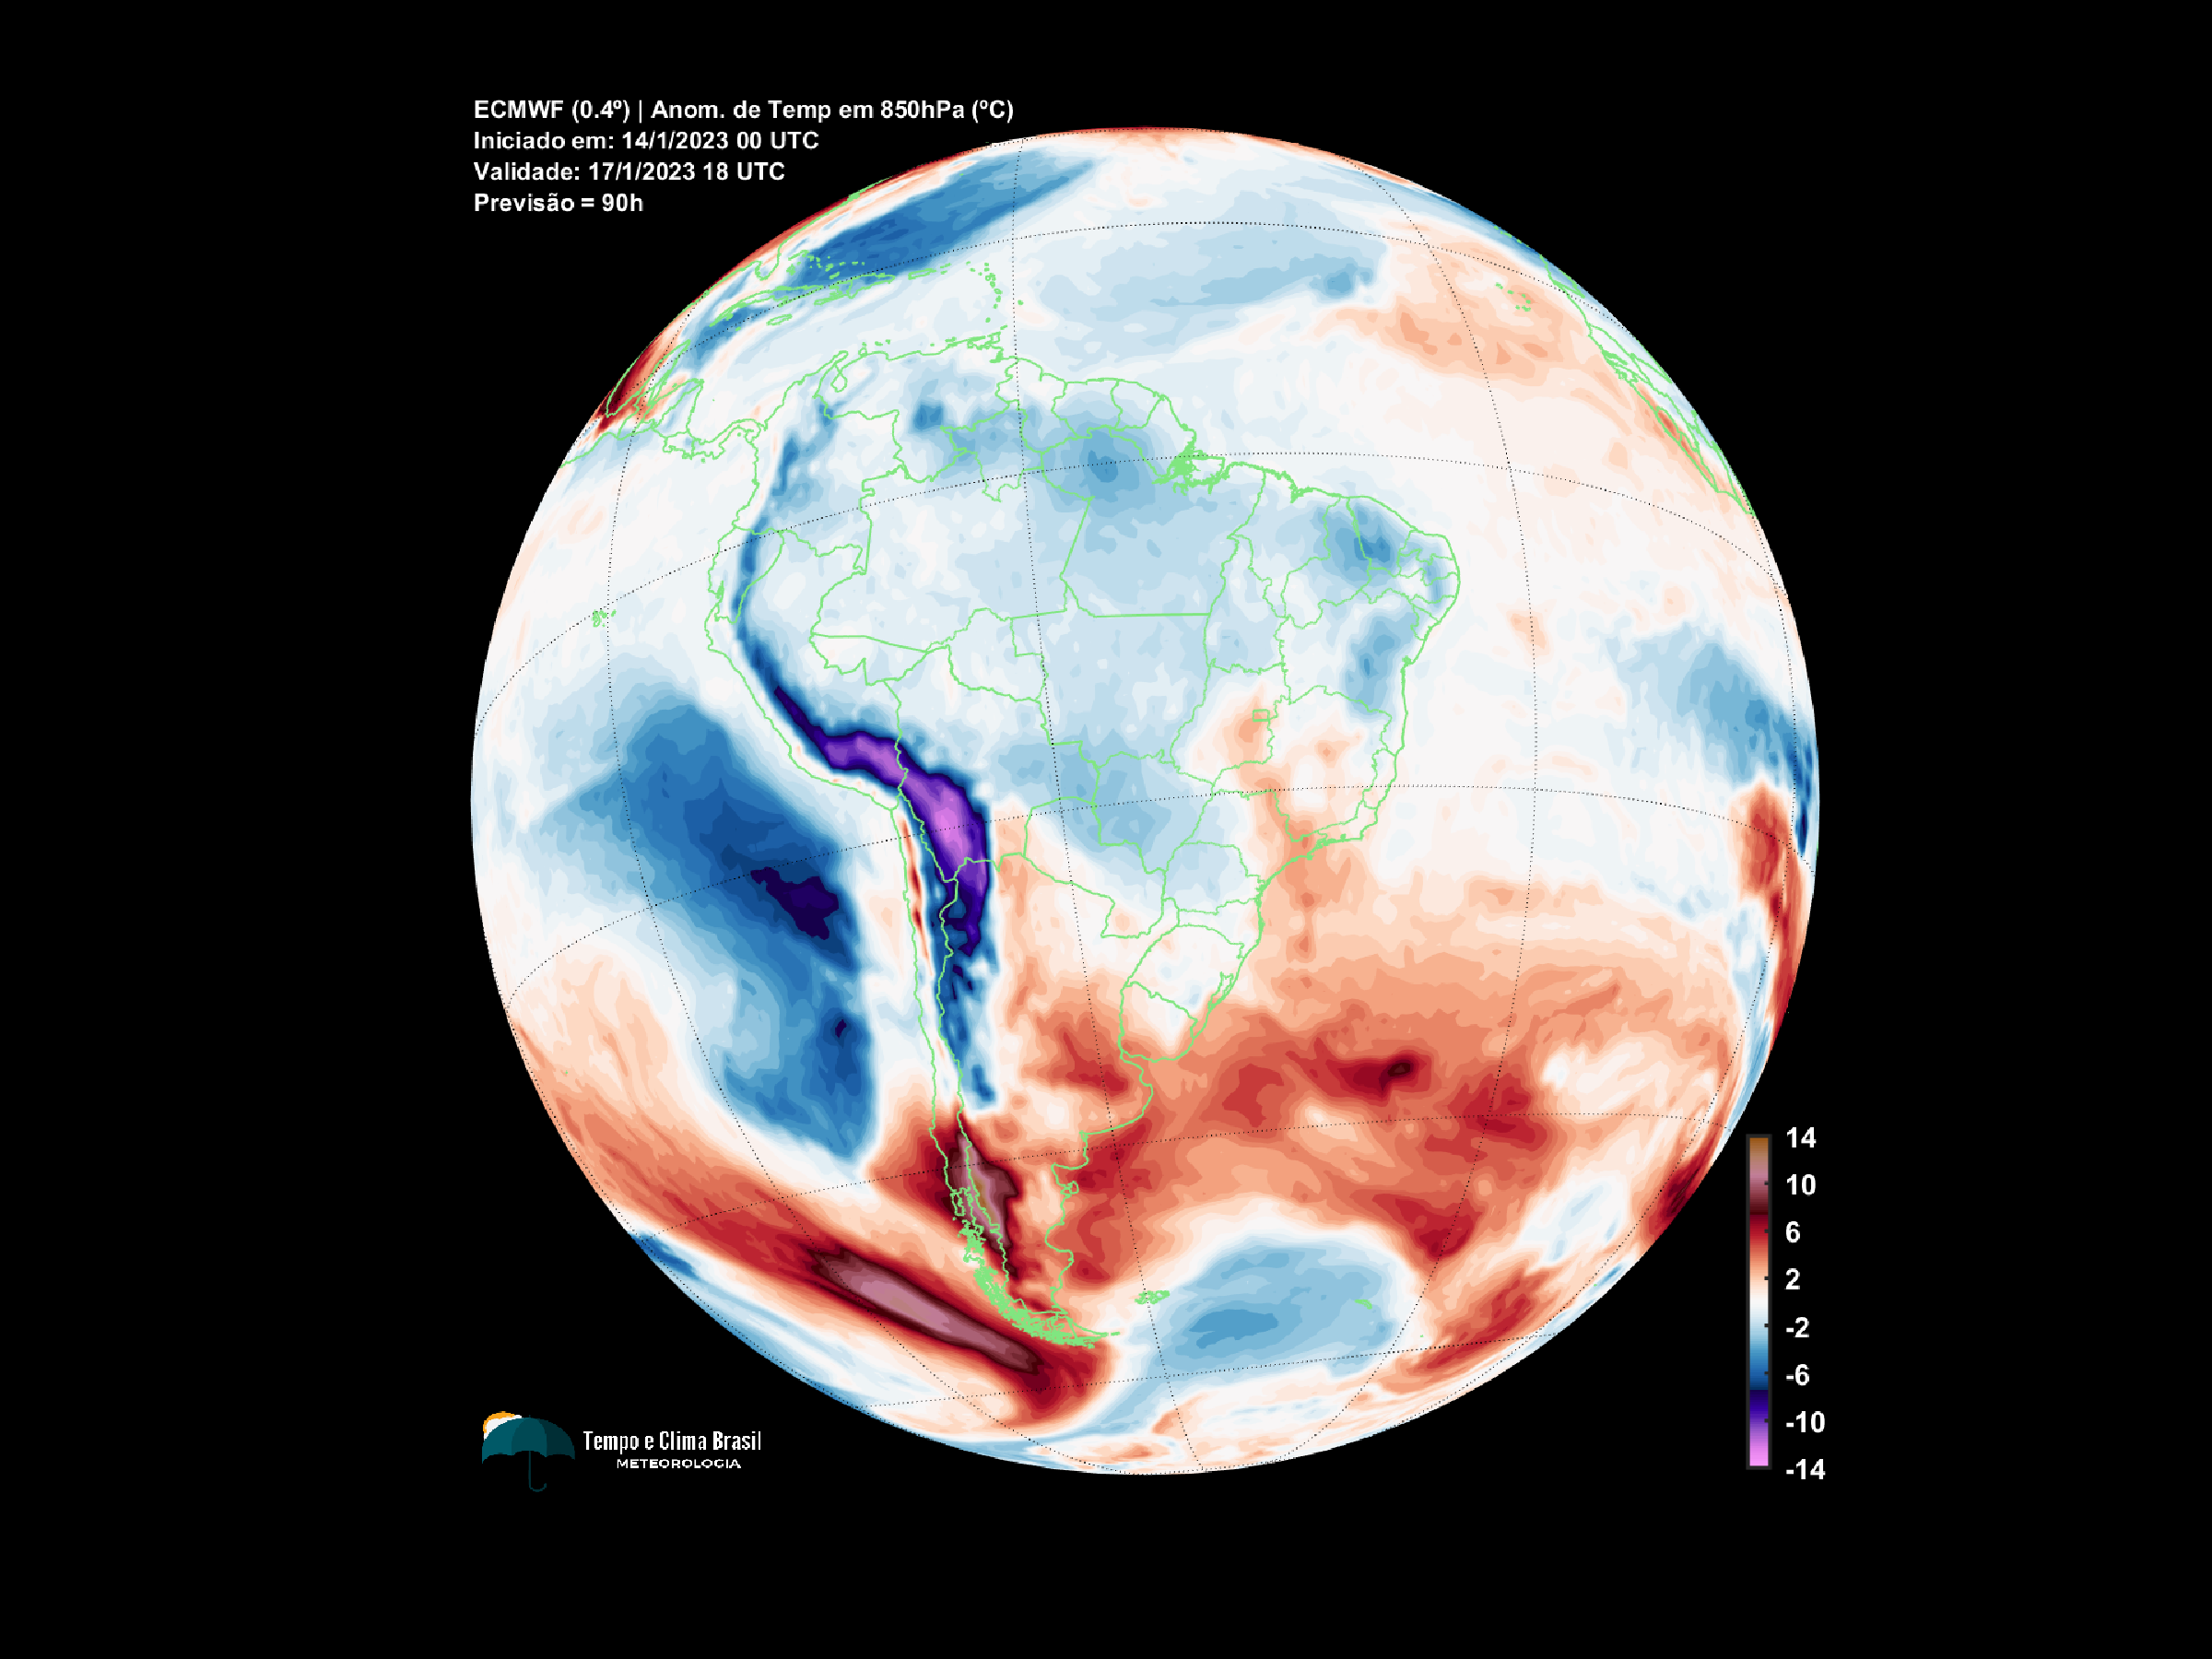 ECMWF (0.4º) | Anom. de Temp em 850hPa (ºC)
Iniciado em: 14/1/2023 00 UTC
Validade: 17/1/2023 18 UTC
Previsão = 90h
14
10
6
2
-2
-6
-10
-14
Tempo e Clima Brasil
METEOROLOGIA